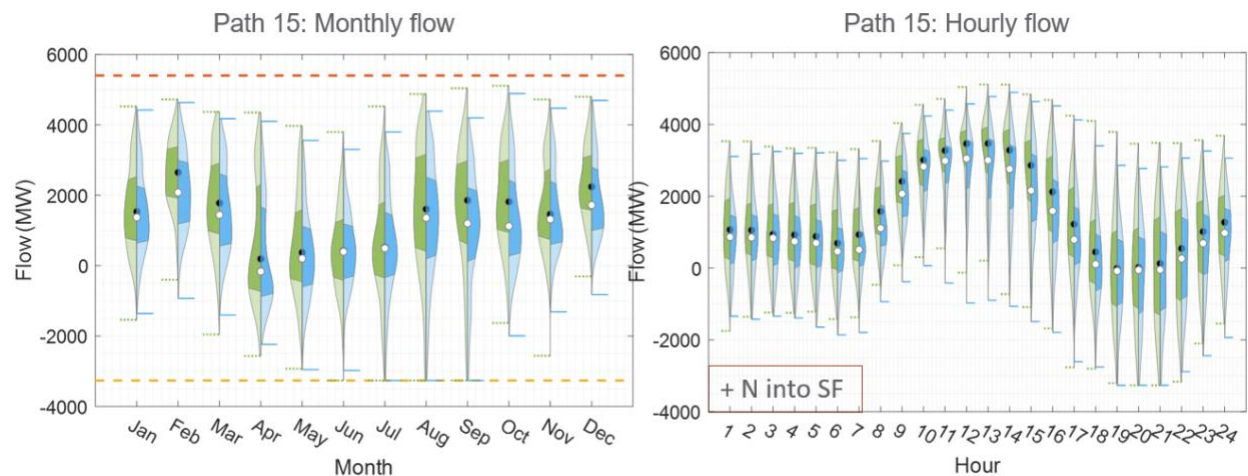 Path 15: Monthly flow
6000
4000
2000
0
-2000
-4000
Flow (MW)
Jan Feb Mar Apr May Jun Jul Aug Sep Oct Nov Dec
Month
Path 15: Hourly flow
6000
4000
2000
0
-2000
-4000
Flow (MW)
+ N into SF
1 2 3 4 5 6 7 8 9 10 11 12 13 14 15 16 17 18 19 20 21 22 23 24
Hour